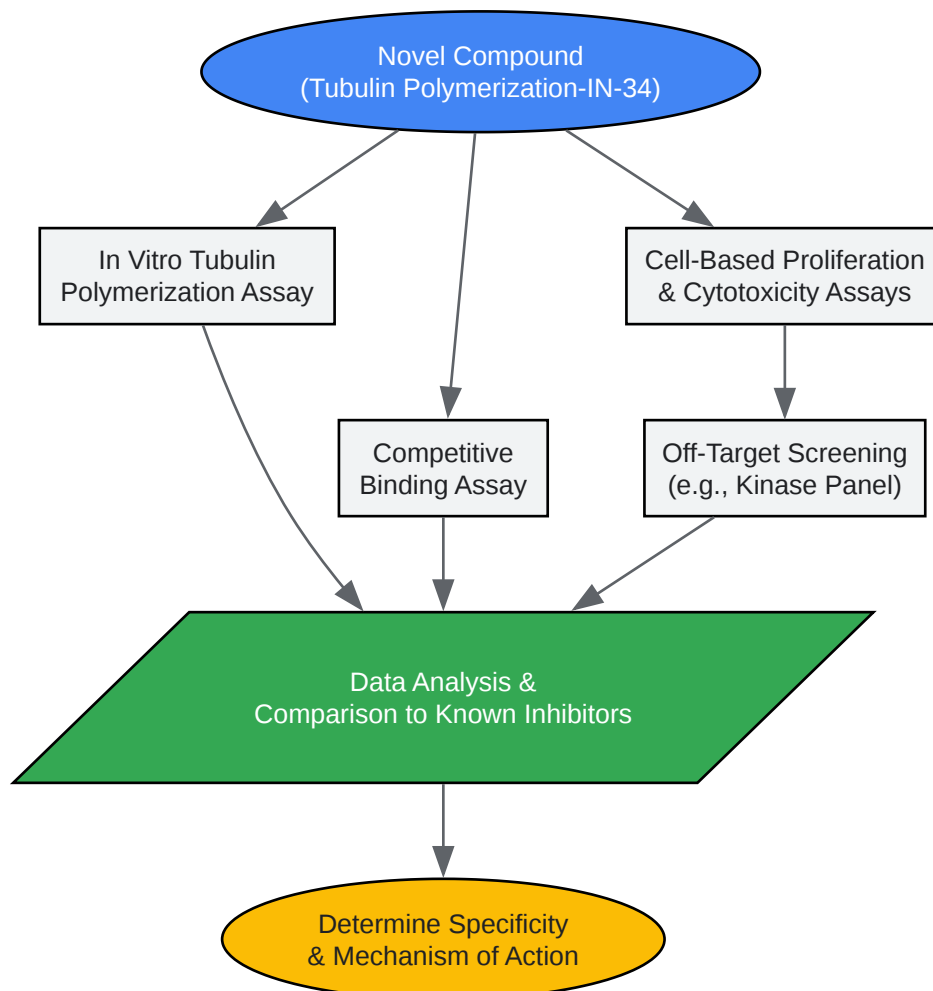 Novel Compound
(Tubulin Polymerization-IN-34)
In Vitro Tubulin
Polymerization Assay
Cell-Based Proliferation
& Cytotoxicity Assays
Competitive
Binding Assay
Off-Target Screening
(e.g., Kinase Panel)
Data Analysis &
Comparison to Known Inhibitors
Determine Specificity
& Mechanism of Action